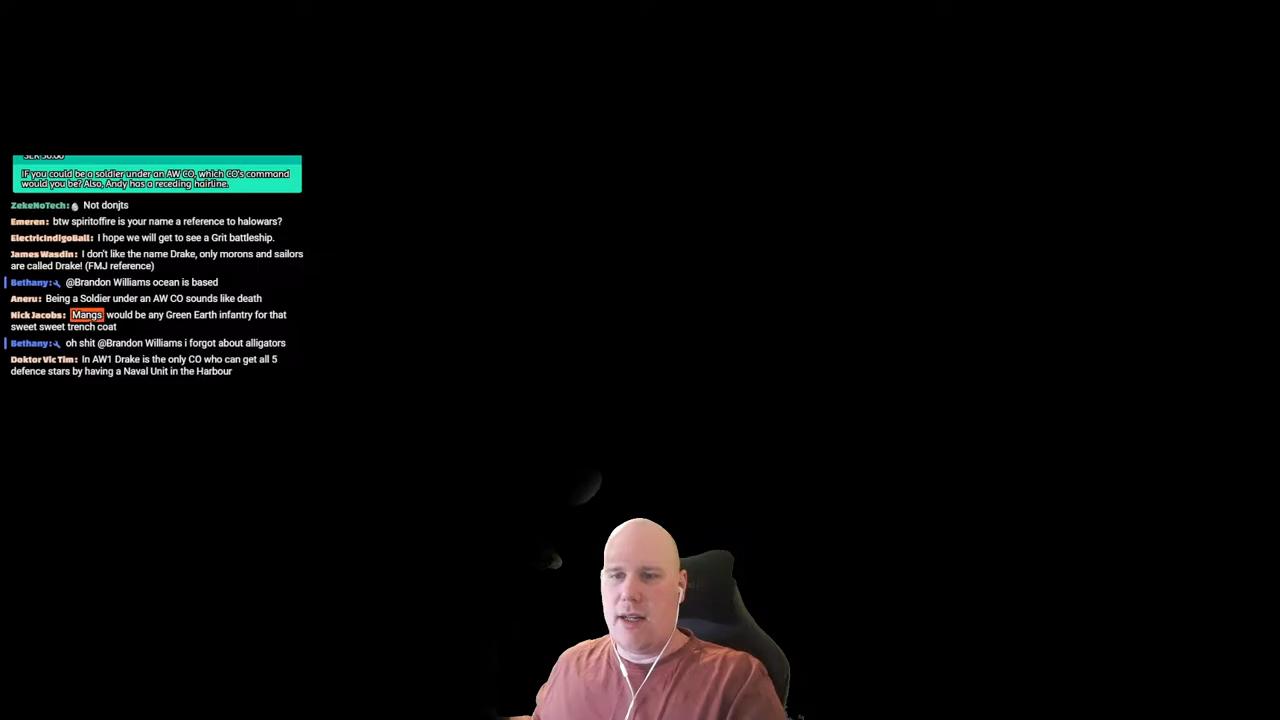 SEK 50.00
IF you could be a soldier under an AW CO, which CO's command
would you be? Also, Andy has a receding hairline.
ZekeNoTech: Not donjts
Emeren: btw spiritoffire is your name a reference to halowars?
ElectricIndigoBall: I hope we will get to see a Grit battleship.
James Wasdin: I don't like the name Drake, only morons and sailors
are called Drake! (FMJ reference)
Bethany: @Brandon Williams ocean is based
Aneru: Being a Soldier under an AW CO sounds like death
Nick Jacobs: Mangs would be any Green Earth infantry for that
sweet sweet trench coat
Bethany: oh shit @Brandon Williams i forgot about alligators
Doktor Vic Tim: In AW1 Drake is the only CO who can get all 5
defence stars by having a Naval Unit in the Harbour